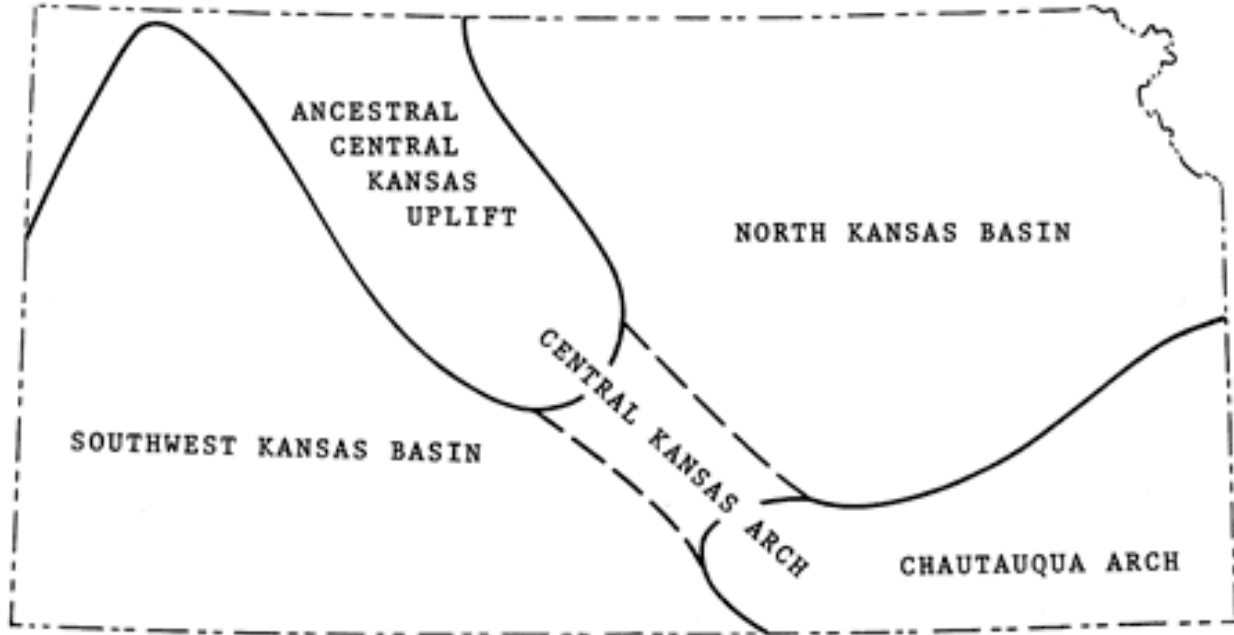 ANCESTRAL
CENTRAL
KANSAS
UPLIFT
NORTH KANSAS BASIN
CENTRAL KANSAS ARCH
SOUTHWEST KANSAS BASIN
CHAUTAUQUA ARCH